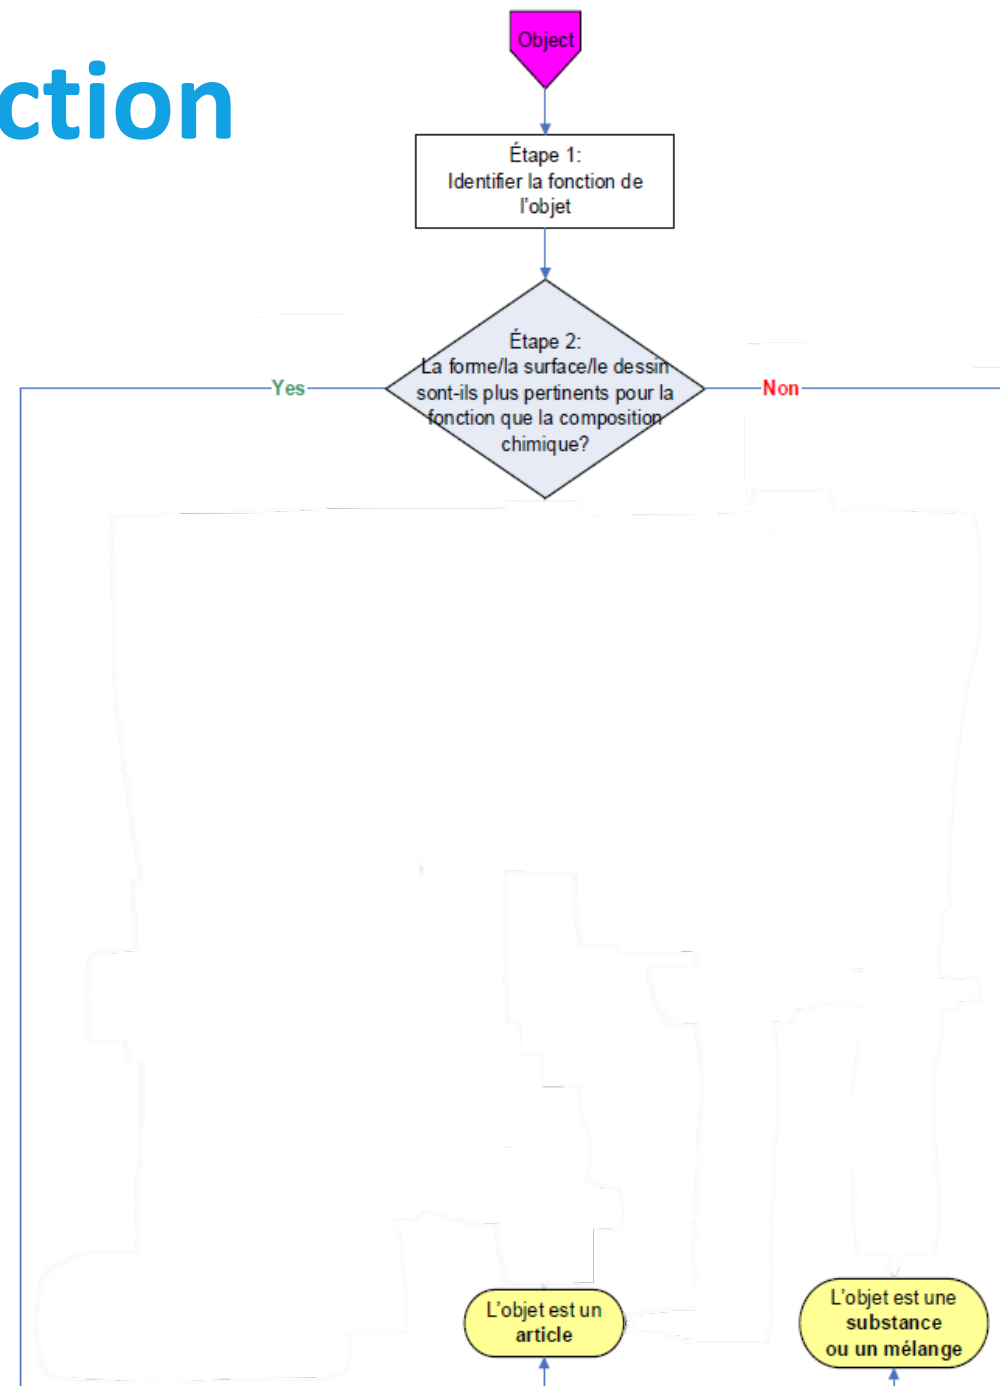 Object
ction
Étape 1:
Identifier la fonction de
l'objet
Étape 2:
La forme/la surface/le dessin
sont-ils plus pertinents pour la
fonction que la composition
chimique?
Yes
Non
L'objet est un
article
L'objet est une
substance
ou un mélange